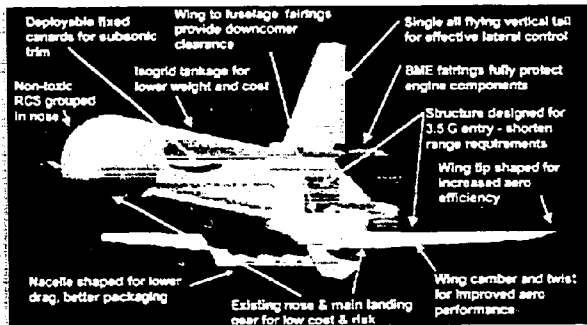 Deployable fixed
canards for subsonic
trim
Wing to fuselage fairings
provide downcomer
clearance
Single all flying vertical tail
for effective lateral control
Non-toxic
RCS grouped
in nose
Isogrid tankage for
lower weight and cost
BME fairings fully protect
engine components
Structure designed for
3.5 G entry - shorten
range requirements
Wing tip shaped for
increased aero
efficiency
Nacelle shaped for lower
drag, better packaging
Existing nose & main landing
gear for low cost & risk
Wing camber and twist
for improved aero
performance